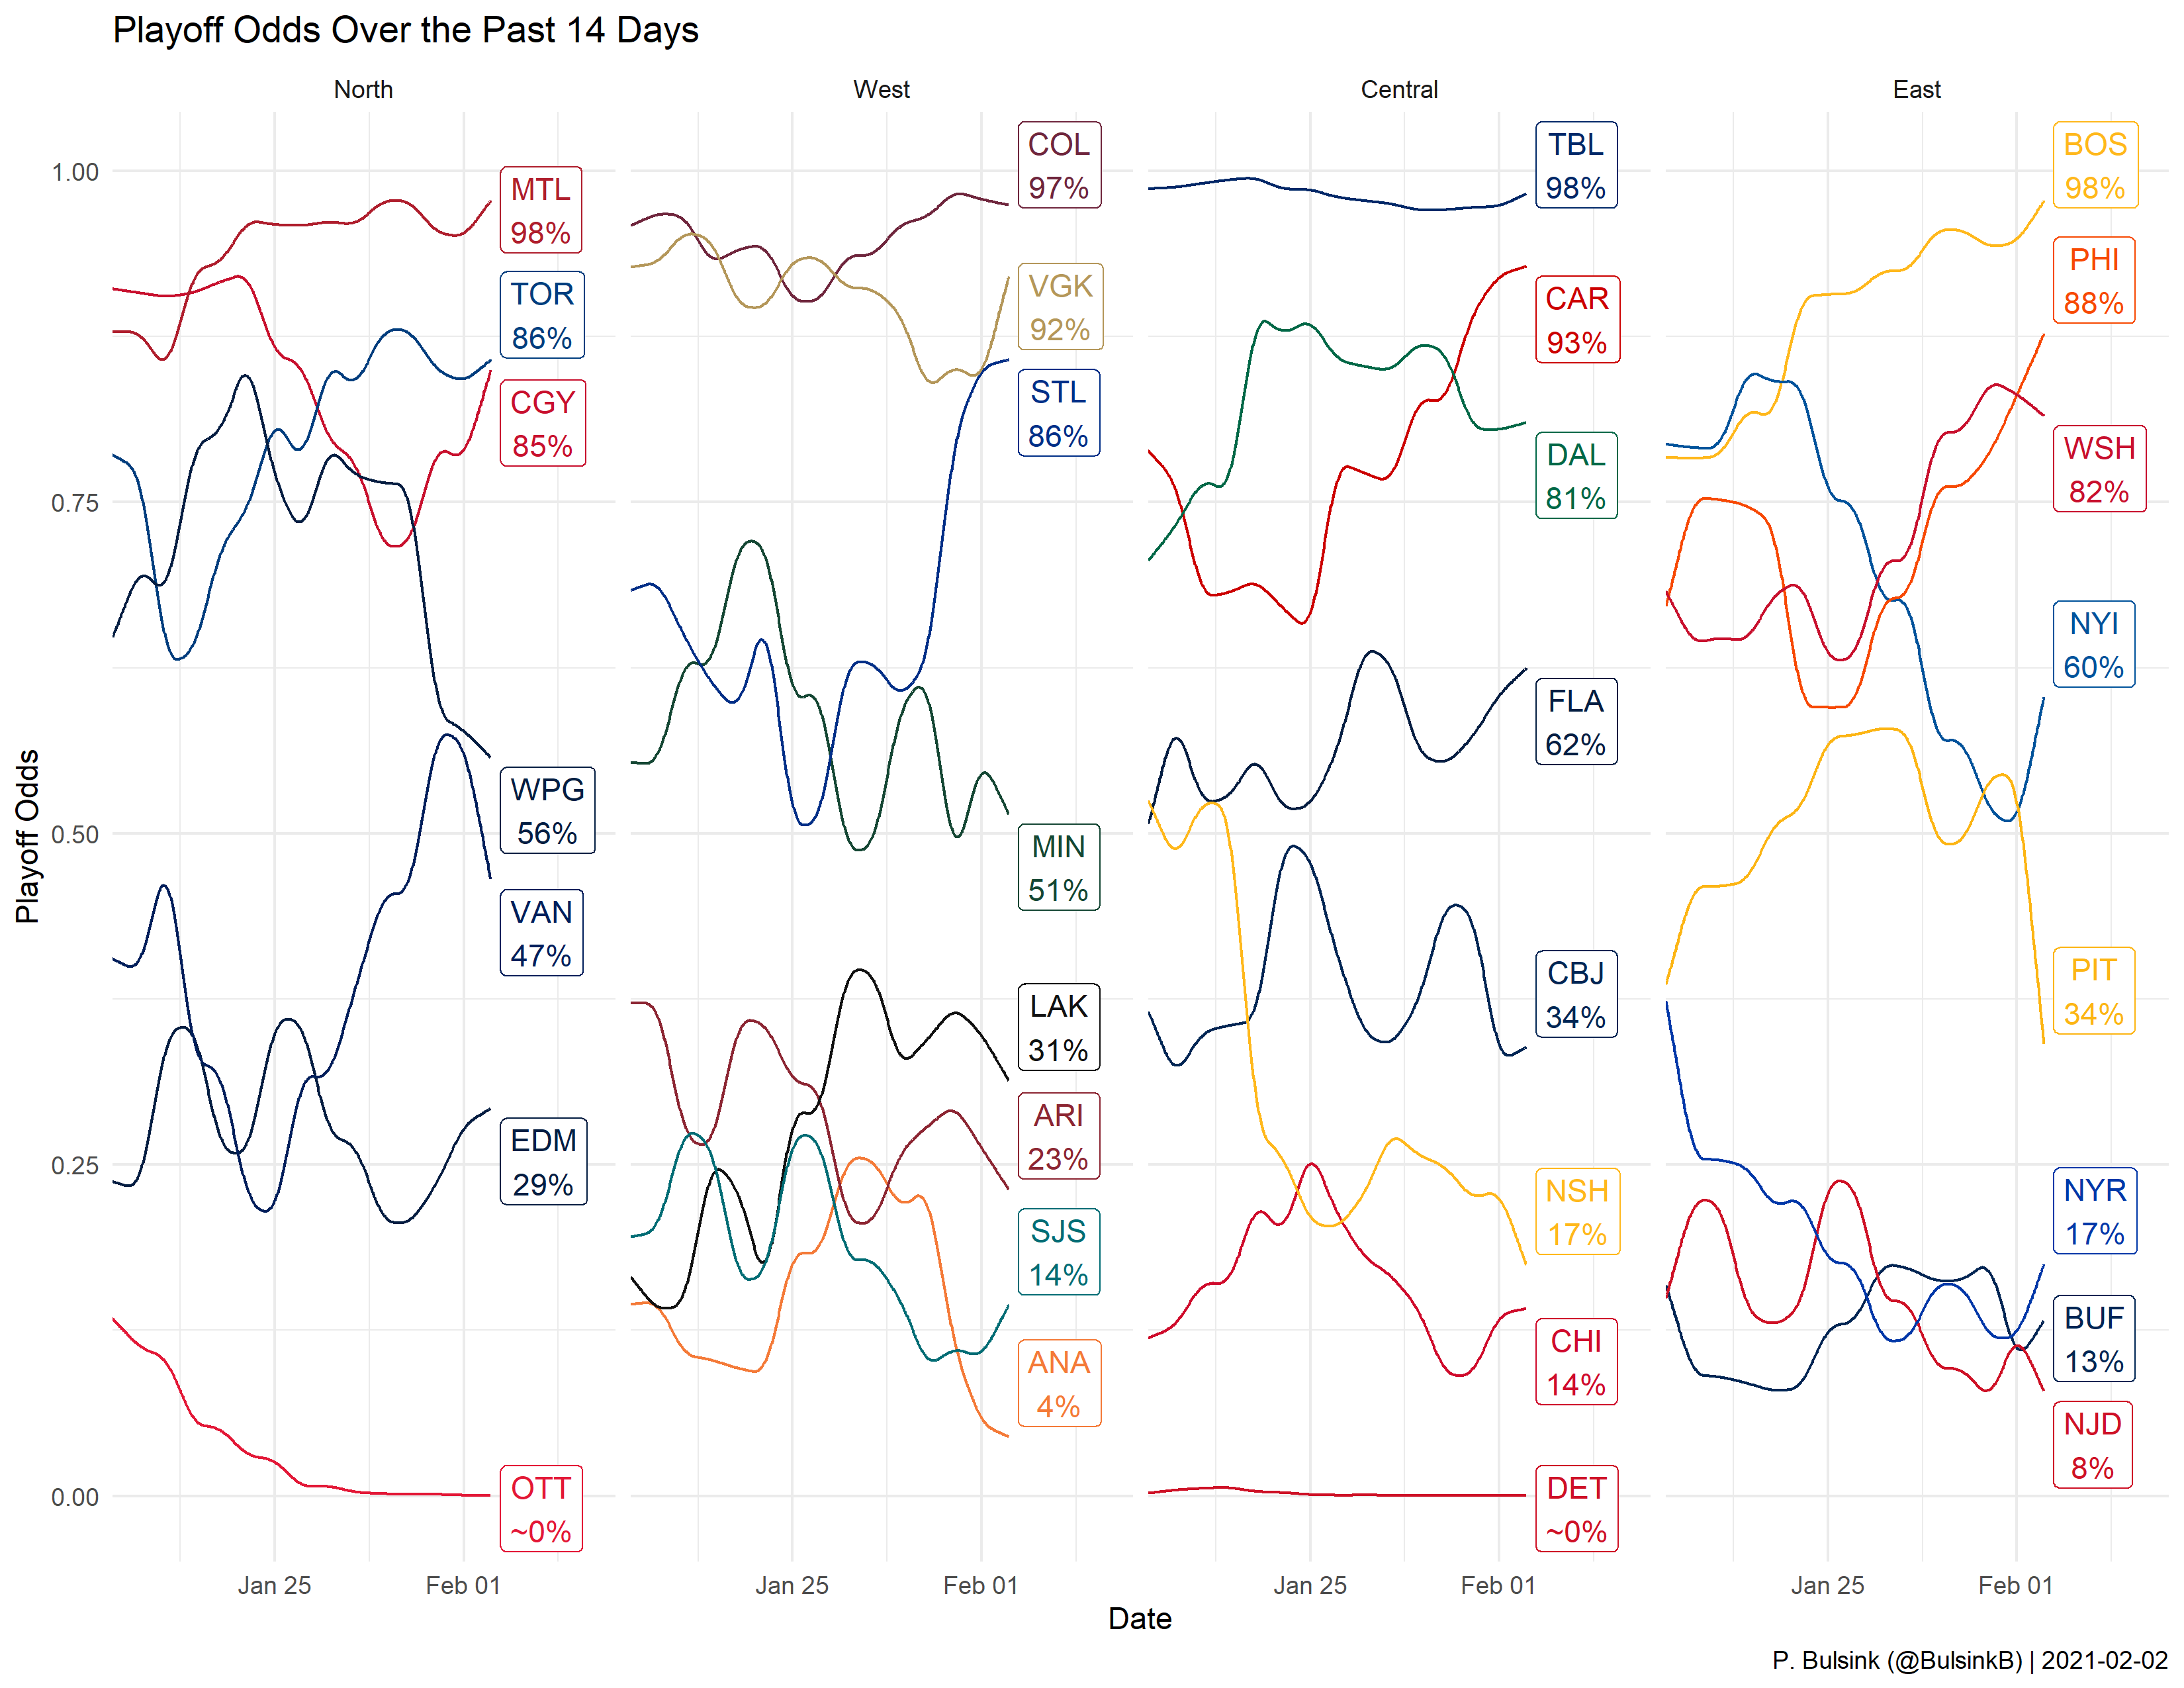 Playoff Odds Over the Past 14 Days
North
West
Central
East
Playoff Odds
1.00
0.75
0.50
0.25
0.00
MTL
98%
TOR
86%
CGY
85%
WPG
56%
VAN
47%
EDM
29%
OTT
~0%
COL
97%
VGK
92%
STL
86%
MIN
51%
LAK
31%
ARI
23%
SJS
14%
ANA
4%
TBL
98%
CAR
93%
DAL
81%
FLA
62%
CBJ
34%
NSH
17%
CHI
14%
DET
~0%
BOS
98%
PHI
88%
WSH
82%
NYI
60%
PIT
34%
NYR
17%
BUF
13%
NJD
8%
Jan 25
Feb 01
Jan 25
Feb 01
Jan 25
Feb 01
Jan 25
Feb 01
Date
P. Bulsink (@BulsinkB) | 2021-02-02